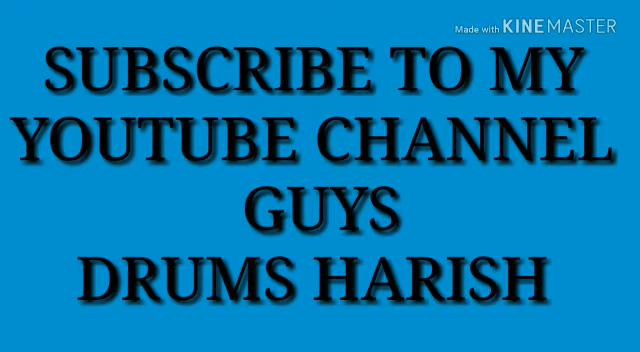 Made with KINEMASTER
SUBSCRIBE TO MY
YOUTUBE CHANNEL
GUYS
DRUMS HARISH